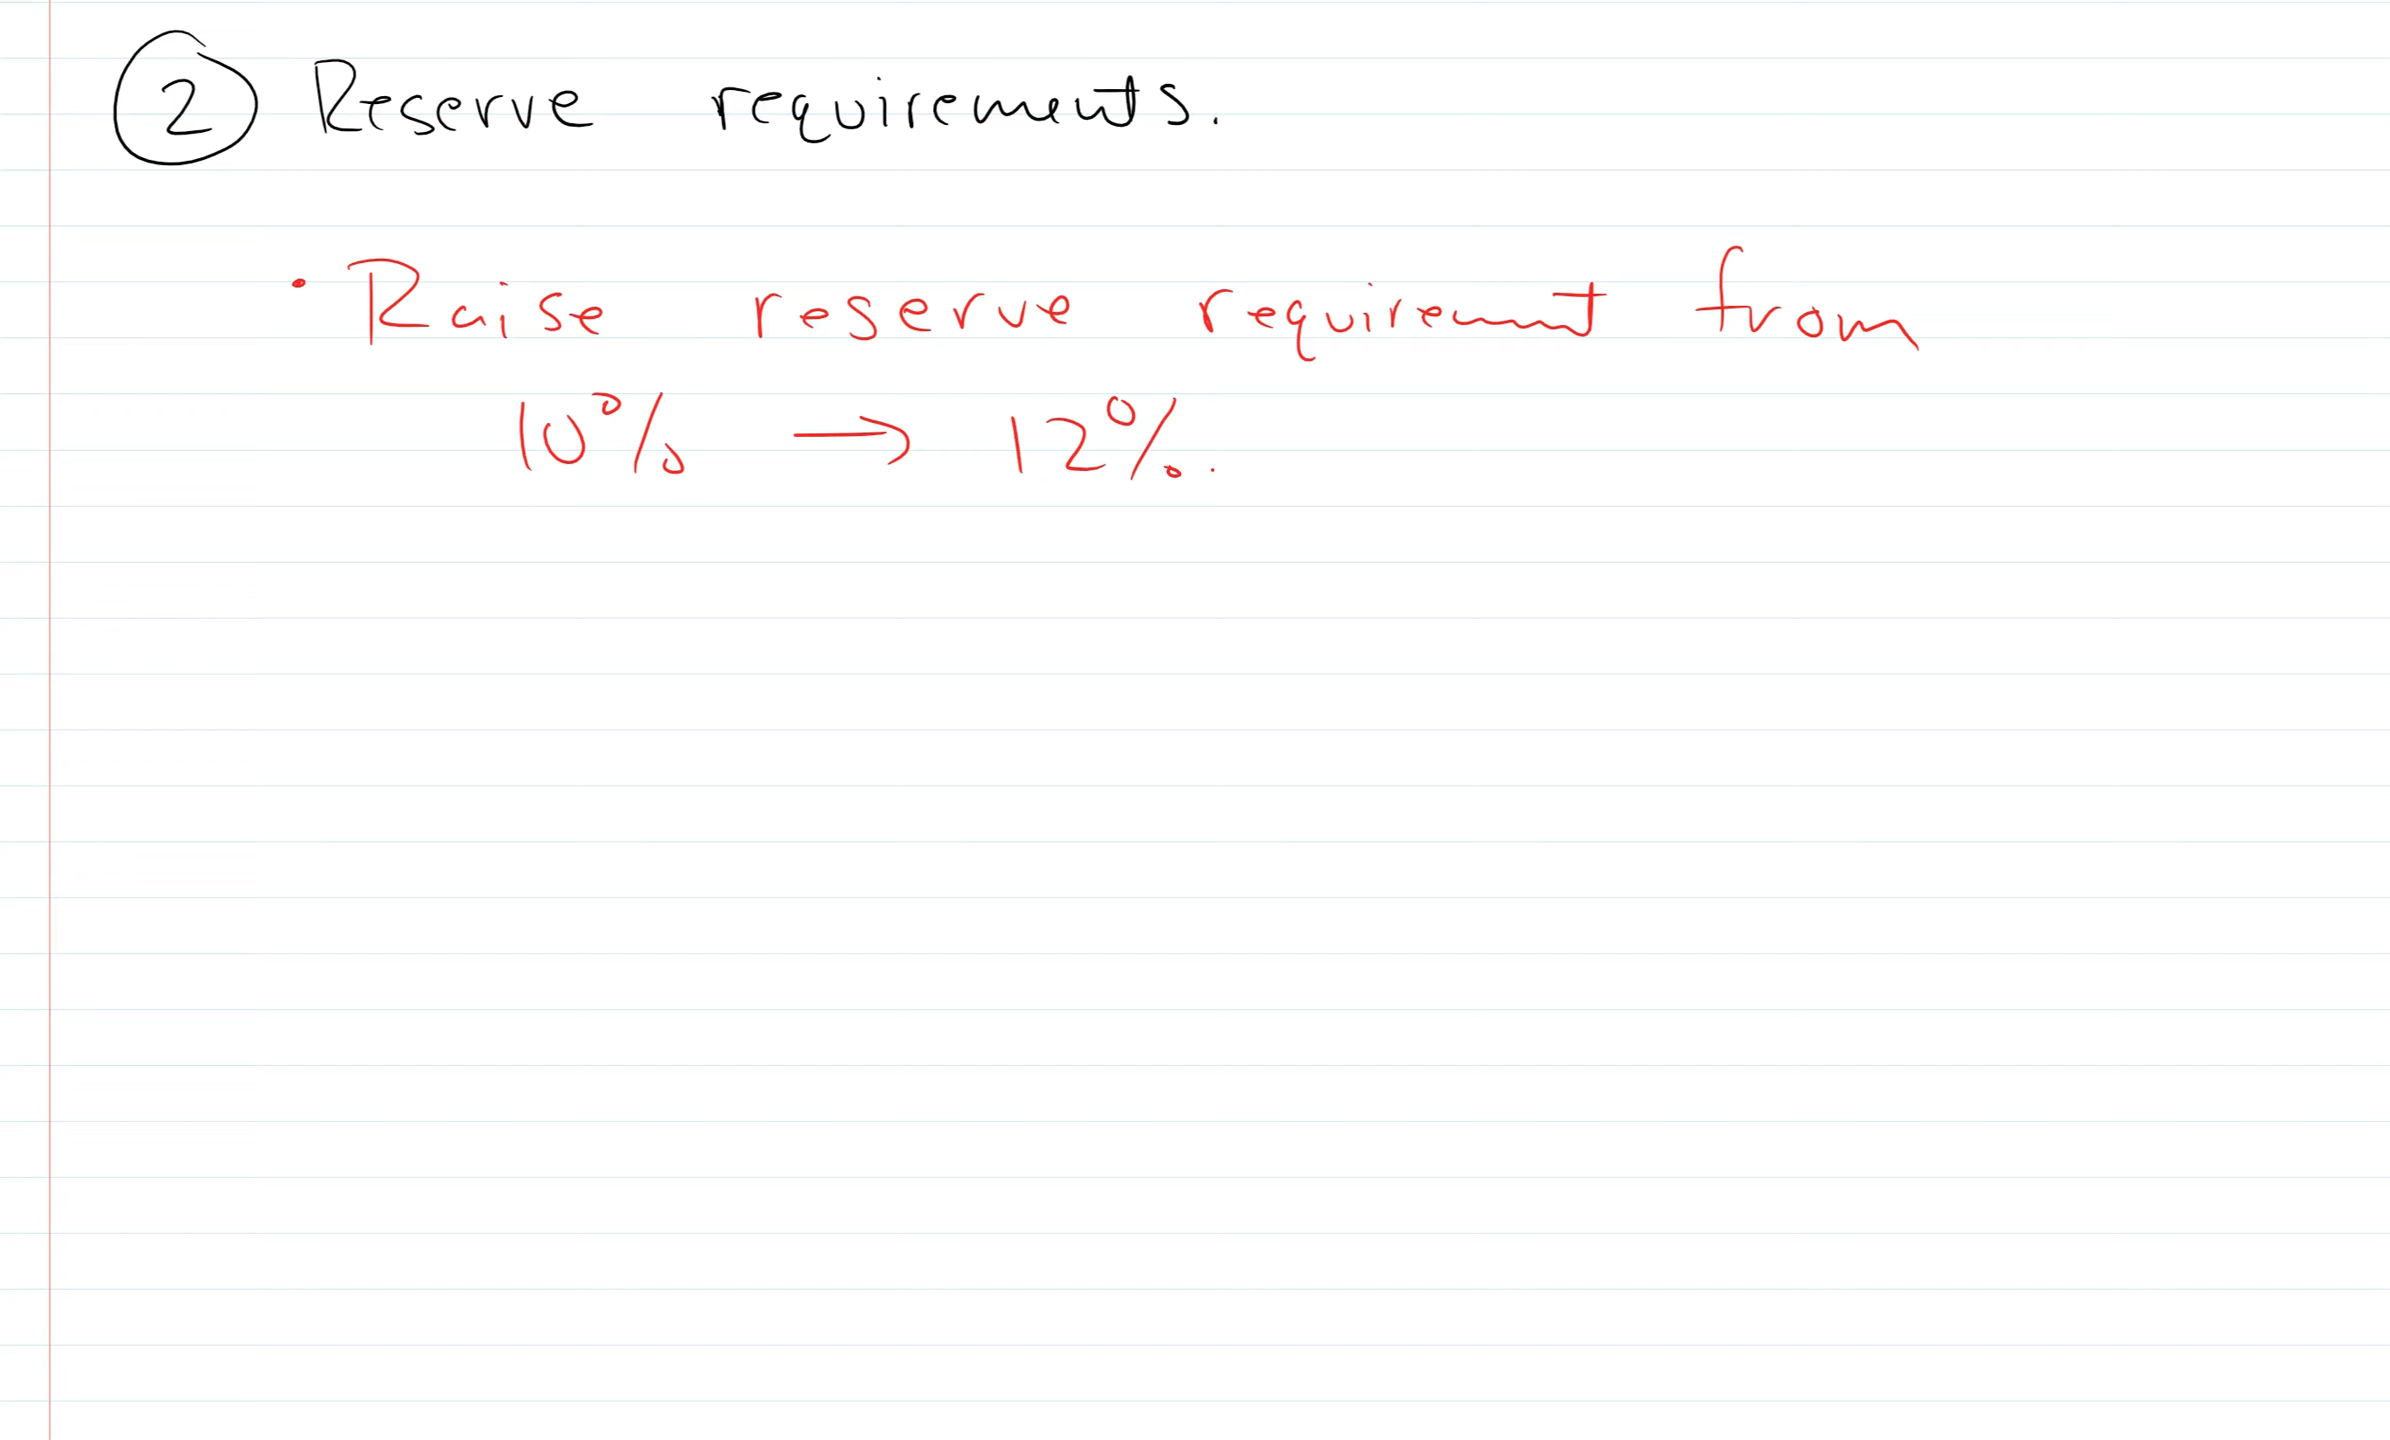 ② Reserve requirements.
• Raise reserve requirement from
10% → 12%.